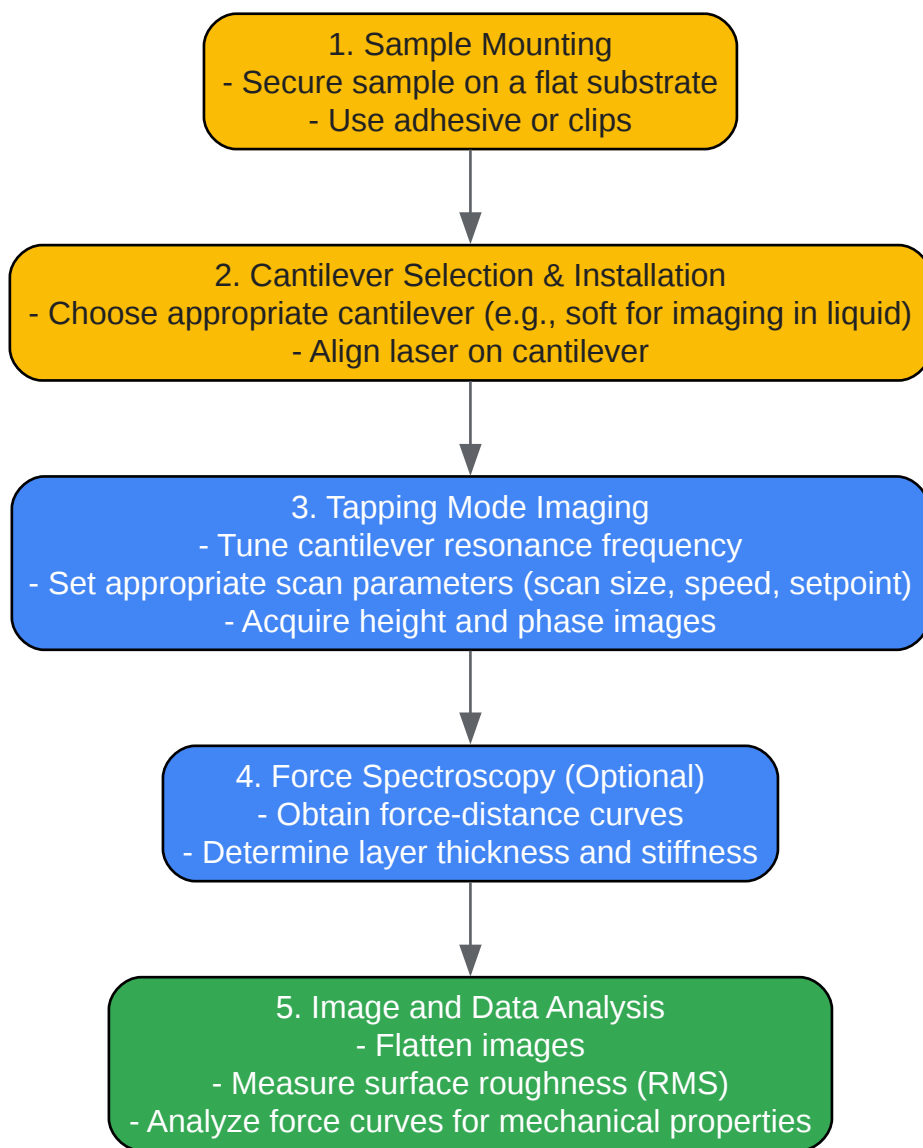 1. Sample Mounting
- Secure sample on a flat substrate
- Use adhesive or clips
2. Cantilever Selection & Installation
- Choose appropriate cantilever (e.g., soft for imaging in liquid)
- Align laser on cantilever
3. Tapping Mode Imaging
- Tune cantilever resonance frequency
- Set appropriate scan parameters (scan size, speed, setpoint)
- Acquire height and phase images
4. Force Spectroscopy (Optional)
- Obtain force-distance curves
- Determine layer thickness and stiffness
5. Image and Data Analysis
- Flatten images
- Measure surface roughness (RMS)
- Analyze force curves for mechanical properties